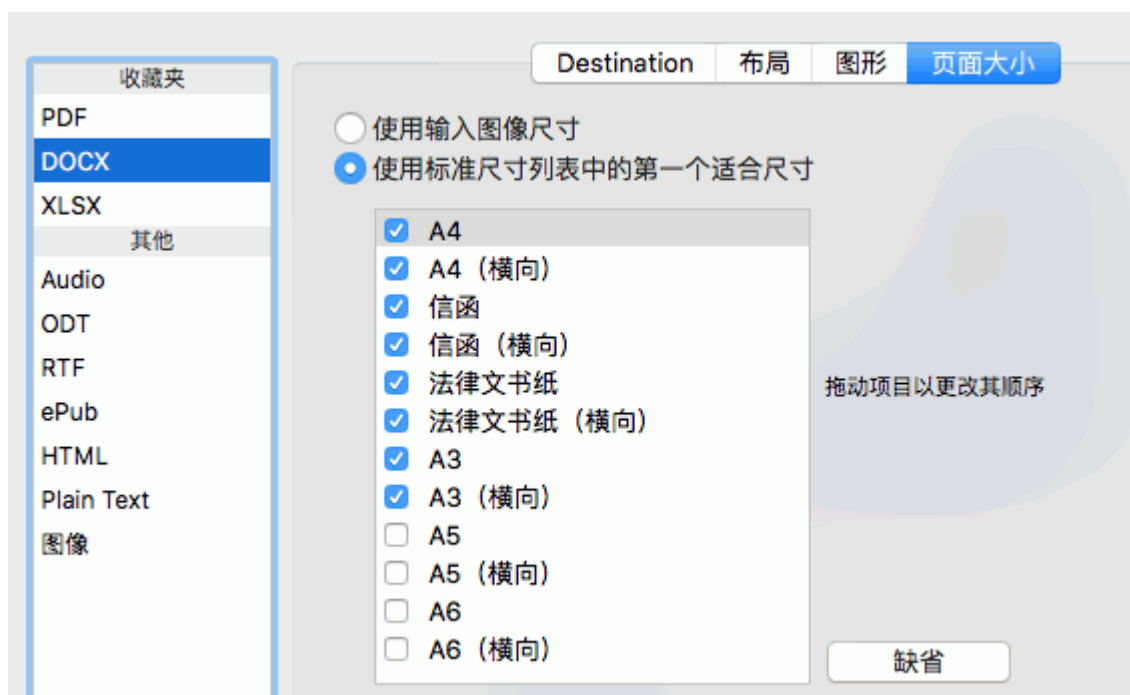 Destination
布局
图形
页面大小
收藏夹
PDF
DOCX
XLSX
其他
Audio
ODT
RTF
ePub
HTML
Plain Text
图像
使用输入图像尺寸
使用标准尺寸列表中的第一个适合尺寸
A4
A4（横向）
信函
信函（横向）
法律文书纸
法律文书纸（横向）
A3
A3（横向）
A5
A5（横向）
A6
A6（横向）
拖动项目以更改其顺序
缺省